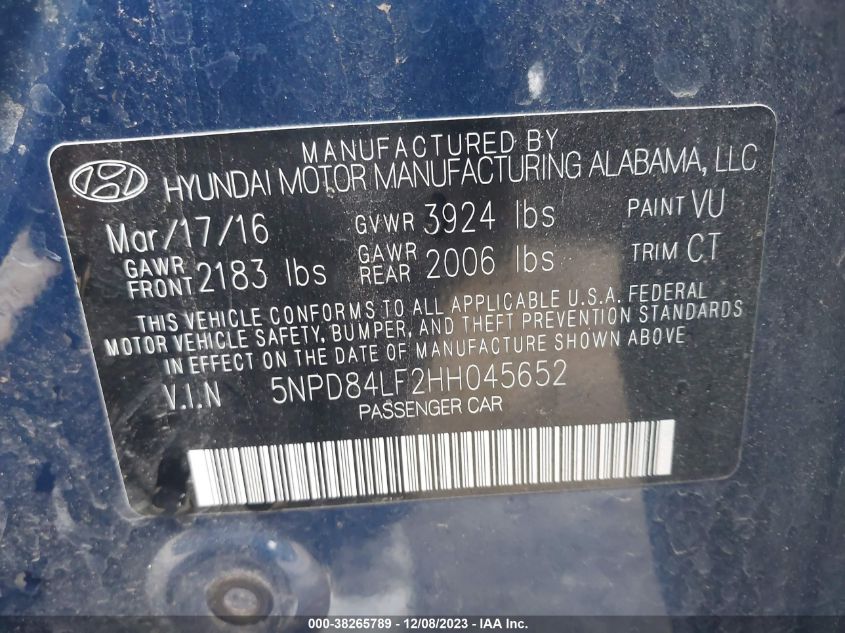 MANUFACTURED BY
HYUNDAI MOTOR MANUFACTURING ALABAMA, LLC
Mar/17/16 GVWR 3924 lbs PAINT VU
GAWR FRONT 2183 lbs GAWR REAR 2006 lbs TRIM CT
THIS VEHICLE CONFORMS TO ALL APPLICABLE U.S.A. FEDERAL
MOTOR VEHICLE SAFETY, BUMPER, AND THEFT PREVENTION STANDARDS
IN EFFECT ON THE DATE OF MANUFACTURE SHOWN ABOVE
V.I.N 5NPD84LF2HH045652
PASSENGER CAR
000-38265789 - 12/08/2023 - IAA Inc.